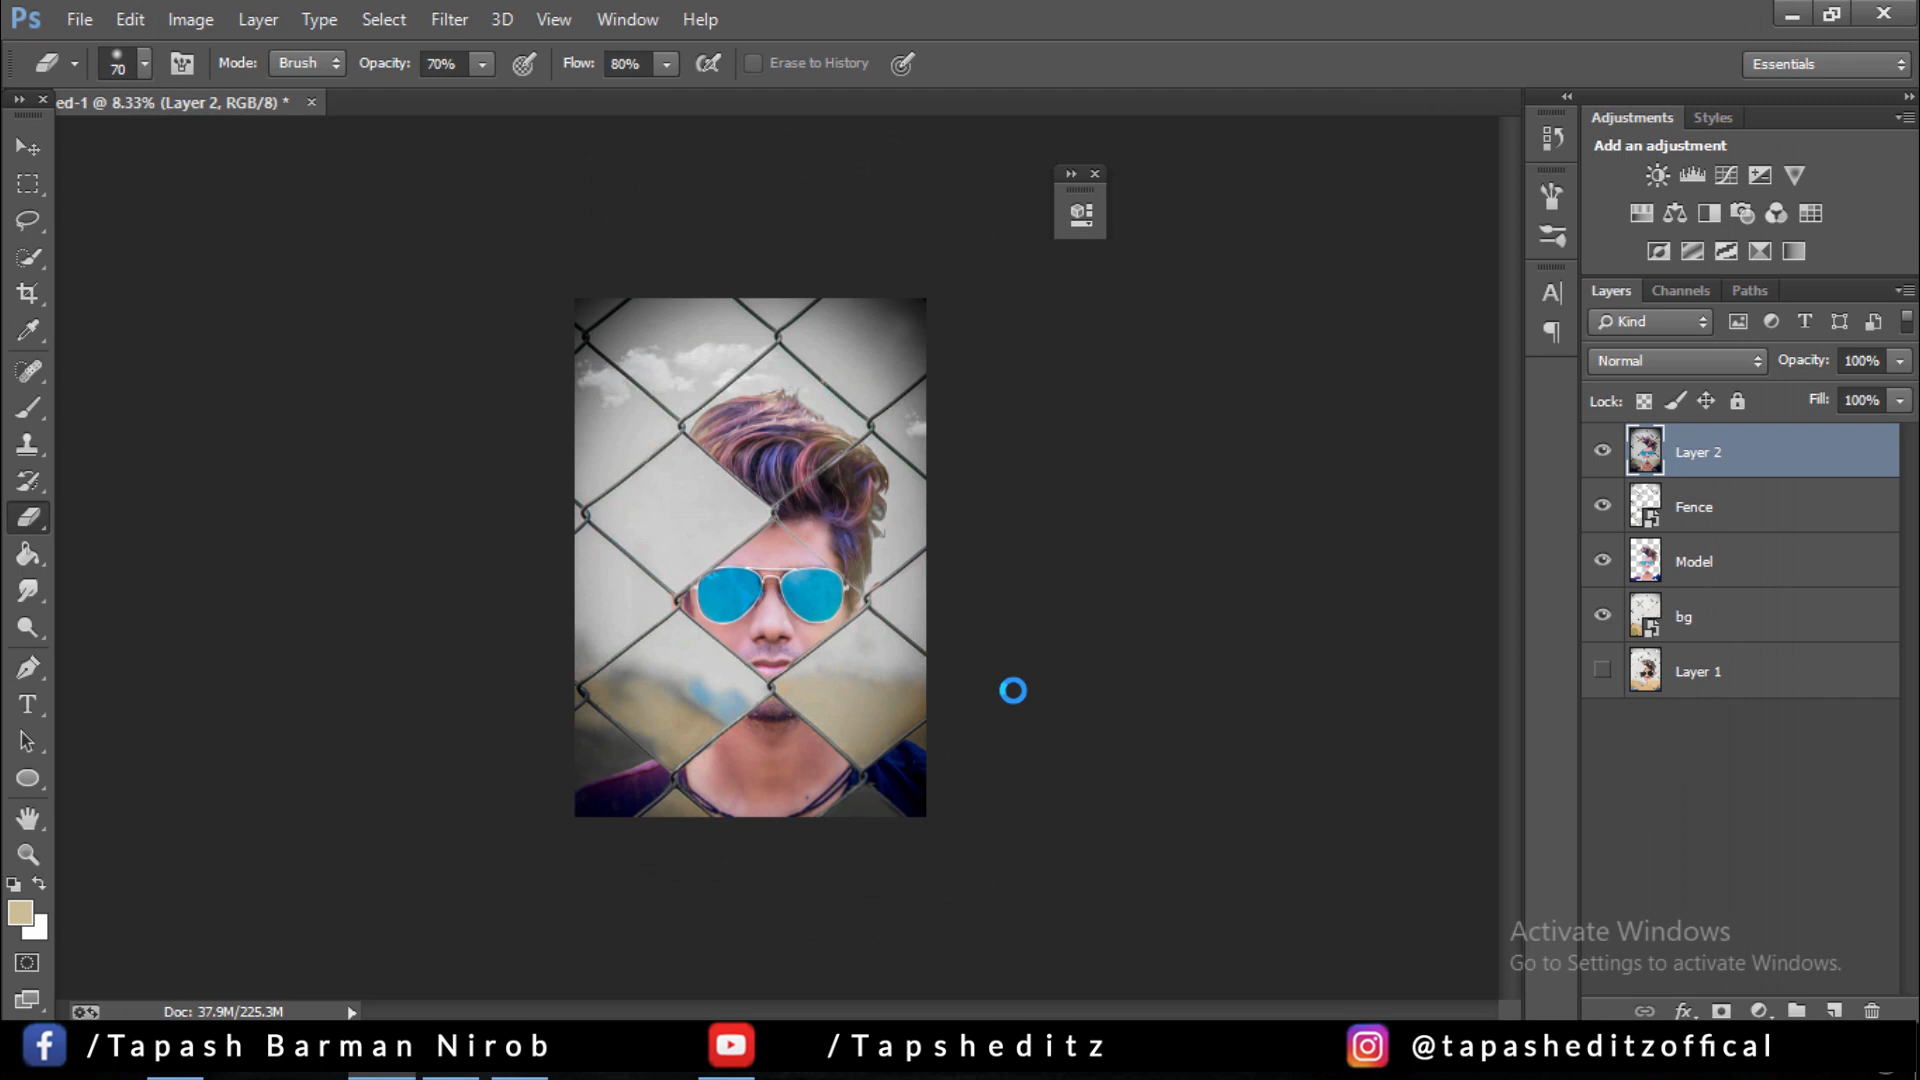 Ps File Edit Image Layer Type Select Filter 3D View Window Help
70 Mode: Brush Opacity: 70% Flow: 80% Erase to History Essentials
ed-1 @ 8.33% (Layer 2, RGB/8) *
Adjustments Styles
Add an adjustment
Layers Channels Paths
Kind
Normal Opacity: 100%
Lock: Fill: 100%
Layer 2
Fence
Model
bg
Layer 1
Activate Windows
Go to Settings to activate Windows.
Doc: 37.9M/225.3M
/Tapash Barman Nirob
/Tapsheditz
@tapasheditzoffical